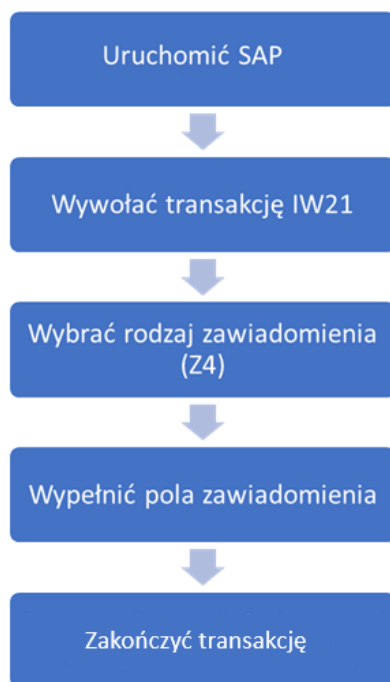 Uruchomić SAP
Wywołać transakcję IW21
Wybrać rodzaj zawiadomienia
(Z4)
Wypełnić pola zawiadomienia
Zakończyć transakcję